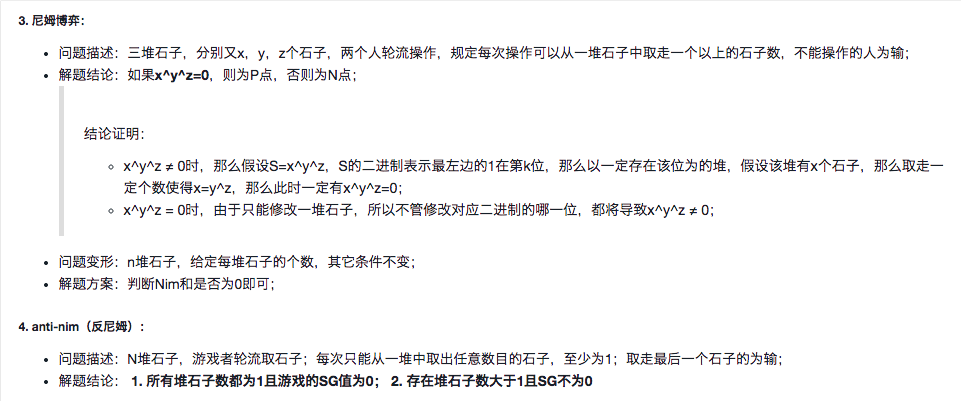 3. 尼姆博弈：
问题描述：三堆石子，分别又x，y，z个石子，两个人轮流操作，规定每次操作可以从一堆石子中取走一个以上的石子数，不能操作的人为输；
解题结论：如果x^y^z=0，则为P点，否则为N点；
结论证明：
x^y^z ≠ 0时，那么假设S=x^y^z，S的二进制表示最左边的1在第k位，那么以一定存在该位为的堆，假设该堆有x个石子，那么取走一
定个数使得x=y^z，那么此时一定有x^y^z=0；
x^y^z = 0时，由于只能修改一堆石子，所以不管修改对应二进制的哪一位，都将导致x^y^z ≠ 0；
问题变形：n堆石子，给定每堆石子的个数，其它条件不变；
解题方案：判断Nim和是否为0即可；
4. anti-nim（反尼姆）：
问题描述：N堆石子，游戏者轮流取石子；每次只能从一堆中取出任意数目的石子，至少为1；取走最后一个石子的为输；
解题结论： 1. 所有堆石子数都为1且游戏的SG值为0； 2. 存在堆石子数大于1且SG不为0